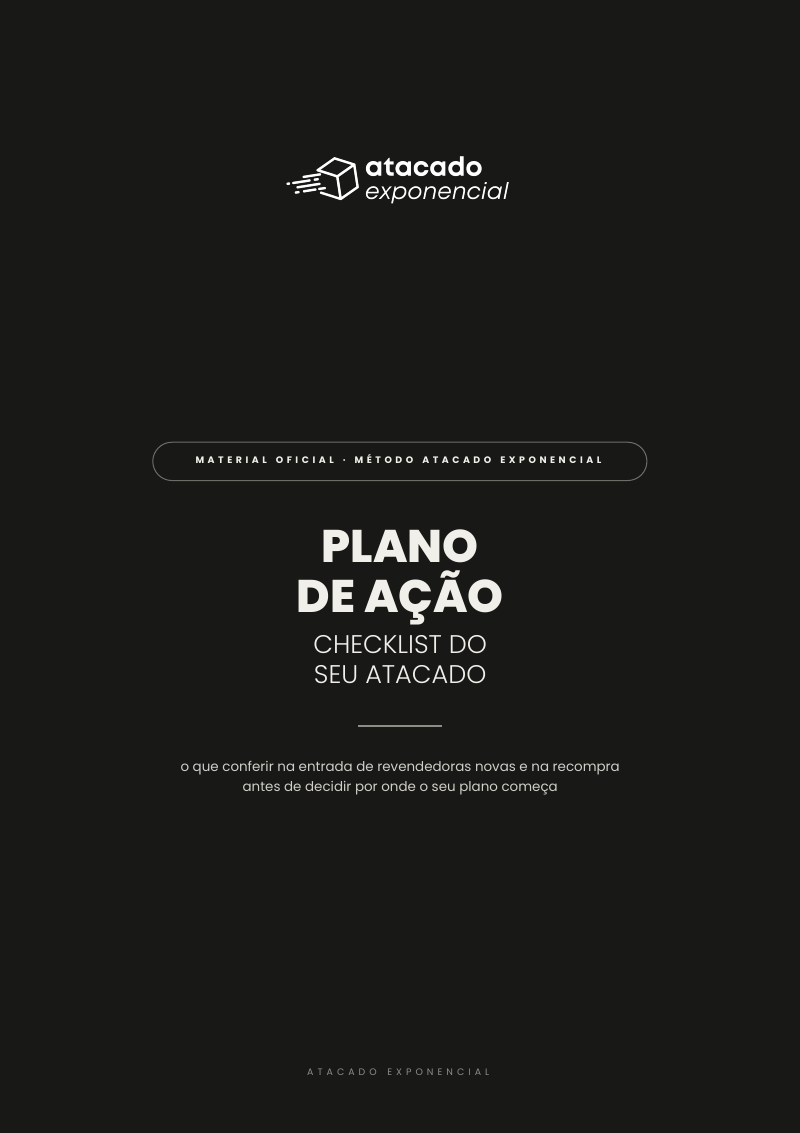 atacado
exponencial
MATERIAL OFICIAL · MÉTODO ATACADO EXPONENCIAL
PLANO
DE AÇÃO
CHECKLIST DO
SEU ATACADO
o que conferir na entrada de revendedoras novas e na recompra
antes de decidir por onde o seu plano começa
ATACADO EXPONENCIAL